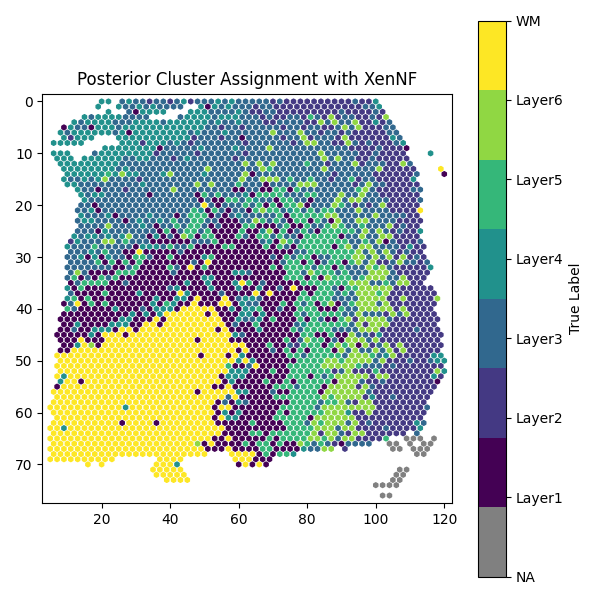 Posterior Cluster Assignment with XenNF
0
10
20
30
40
50
60
70
20
40
60
80
100
120
WM
Layer6
Layer5
Layer4
Layer3
Layer2
Layer1
NA
True Label